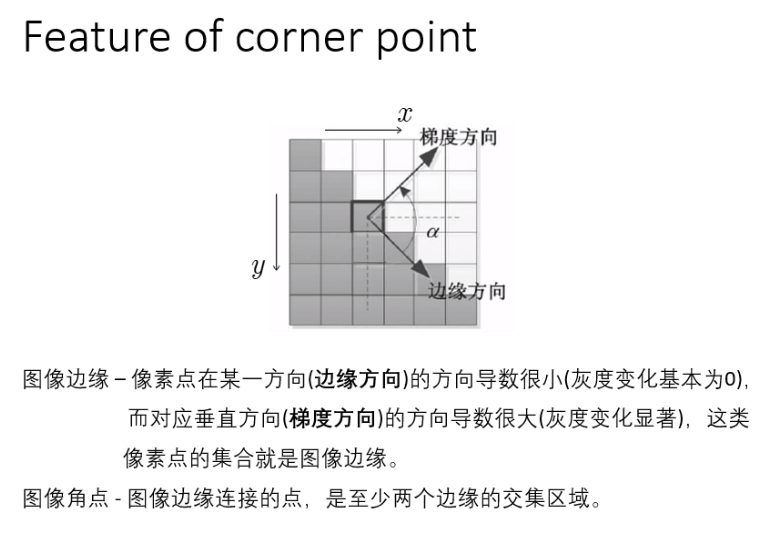 Feature of corner point
x
梯度方向
α
y
边缘方向
图像边缘 – 像素点在某一方向(边缘方向)的方向导数很小(灰度变化基本为0),
而对应垂直方向(梯度方向)的方向导数很大(灰度变化显著)，这类
像素点的集合就是图像边缘。
图像角点 - 图像边缘连接的点，是至少两个边缘的交集区域。